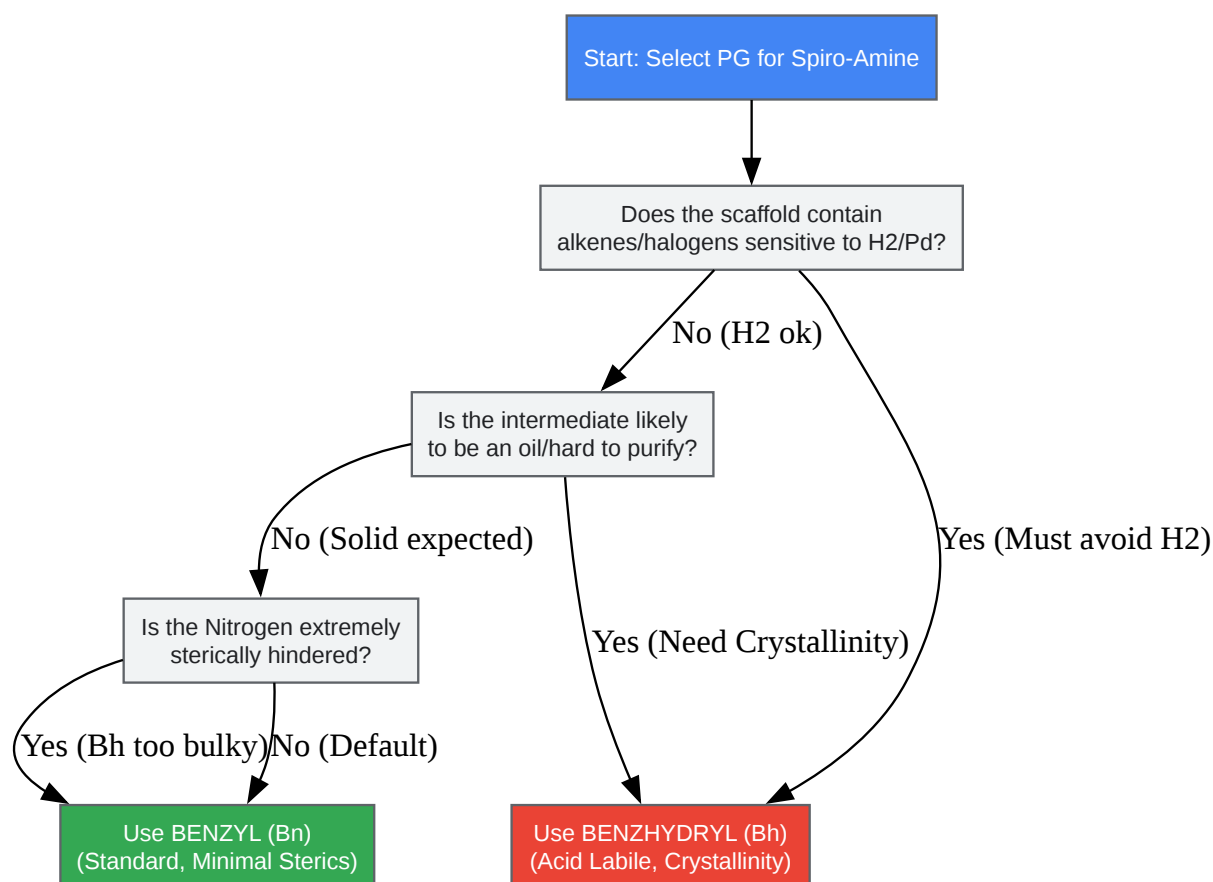 Start: Select PG for Spiro-Amine
Does the scaffold contain
alkenes/halogens sensitive to H2/Pd?
No (H2 ok)
Is the intermediate likely
to be an oil/hard to purify?
No (Solid expected)
Yes (Must avoid H2)
Is the Nitrogen extremely
sterically hindered?
Yes (Need Crystallinity)
Yes (Bh too bulky)
No (Default)
Use BENZYL (Bn)
(Standard, Minimal Sterics)
Use BENZHYDRYL (Bh)
(Acid Labile, Crystallinity)